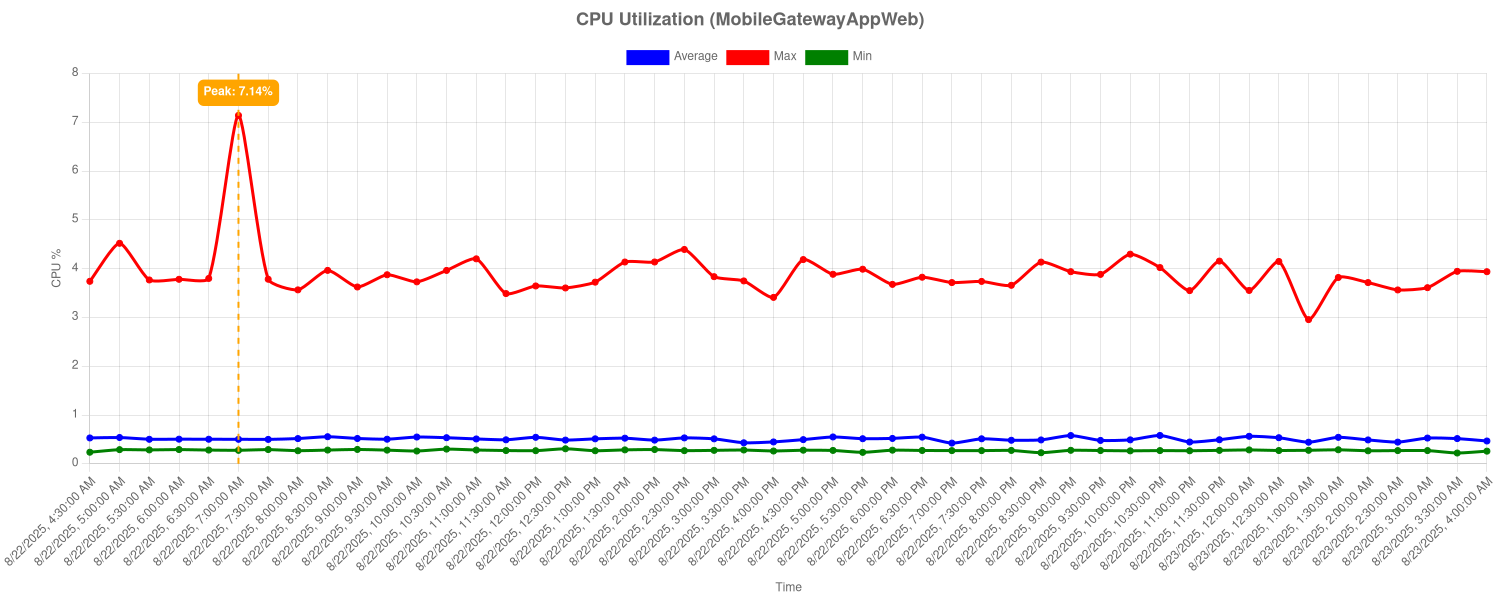 CPU Utilization (MobileGatewayAppWeb)
Average Max Min
Peak: 7.14%
8
7
6
5
4
3
2
1
0
CPU %
8/22/2025, 4:30:00 AM
8/22/2025, 5:00:00 AM
8/22/2025, 5:30:00 AM
8/22/2025, 6:00:00 AM
8/22/2025, 6:30:00 AM
8/22/2025, 7:00:00 AM
8/22/2025, 7:30:00 AM
8/22/2025, 8:00:00 AM
8/22/2025, 8:30:00 AM
8/22/2025, 9:00:00 AM
8/22/2025, 9:30:00 AM
8/22/2025, 10:00:00 AM
8/22/2025, 10:30:00 AM
8/22/2025, 11:00:00 AM
8/22/2025, 11:30:00 AM
8/22/2025, 12:00:00 PM
8/22/2025, 12:30:00 PM
8/22/2025, 1:00:00 PM
8/22/2025, 1:30:00 PM
8/22/2025, 2:00:00 PM
8/22/2025, 2:30:00 PM
8/22/2025, 3:00:00 PM
8/22/2025, 3:30:00 PM
8/22/2025, 4:00:00 PM
8/22/2025, 4:30:00 PM
8/22/2025, 5:00:00 PM
8/22/2025, 5:30:00 PM
8/22/2025, 6:00:00 PM
8/22/2025, 6:30:00 PM
8/22/2025, 7:00:00 PM
8/22/2025, 7:30:00 PM
8/22/2025, 8:00:00 PM
8/22/2025, 8:30:00 PM
8/22/2025, 9:00:00 PM
8/22/2025, 9:30:00 PM
8/22/2025, 10:00:00 PM
8/22/2025, 10:30:00 PM
8/22/2025, 11:00:00 PM
8/22/2025, 11:30:00 PM
8/23/2025, 12:00:00 AM
8/23/2025, 12:30:00 AM
8/23/2025, 1:00:00 AM
8/23/2025, 1:30:00 AM
8/23/2025, 2:00:00 AM
8/23/2025, 2:30:00 AM
8/23/2025, 3:00:00 AM
8/23/2025, 3:30:00 AM
8/23/2025, 4:00:00 AM
Time